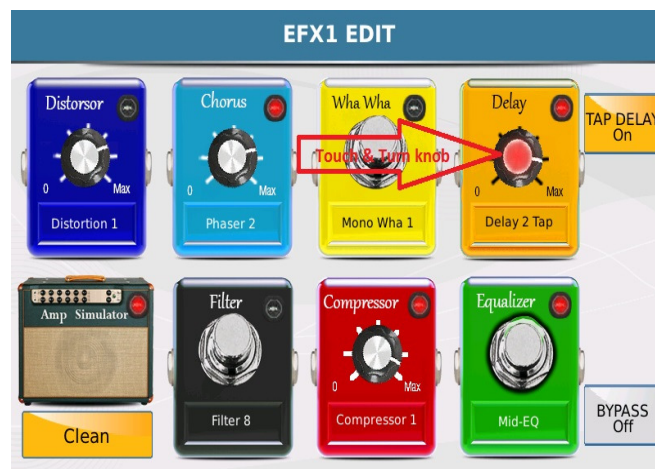 EFX1 EDIT
Distorsor
0 Max
Distortion 1
Chorus
Max
Phaser 2
Wha Wha
Touch & Turn knob
Mono Wha 1
Delay
0 Max
Delay 2 Tap
TAP DELAY
On
Amp Simulator
Clean
Filter
Filter 8
Compressor
0 Max
Compressor 1
Equalizer
Mid-EQ
BYPASS
Off